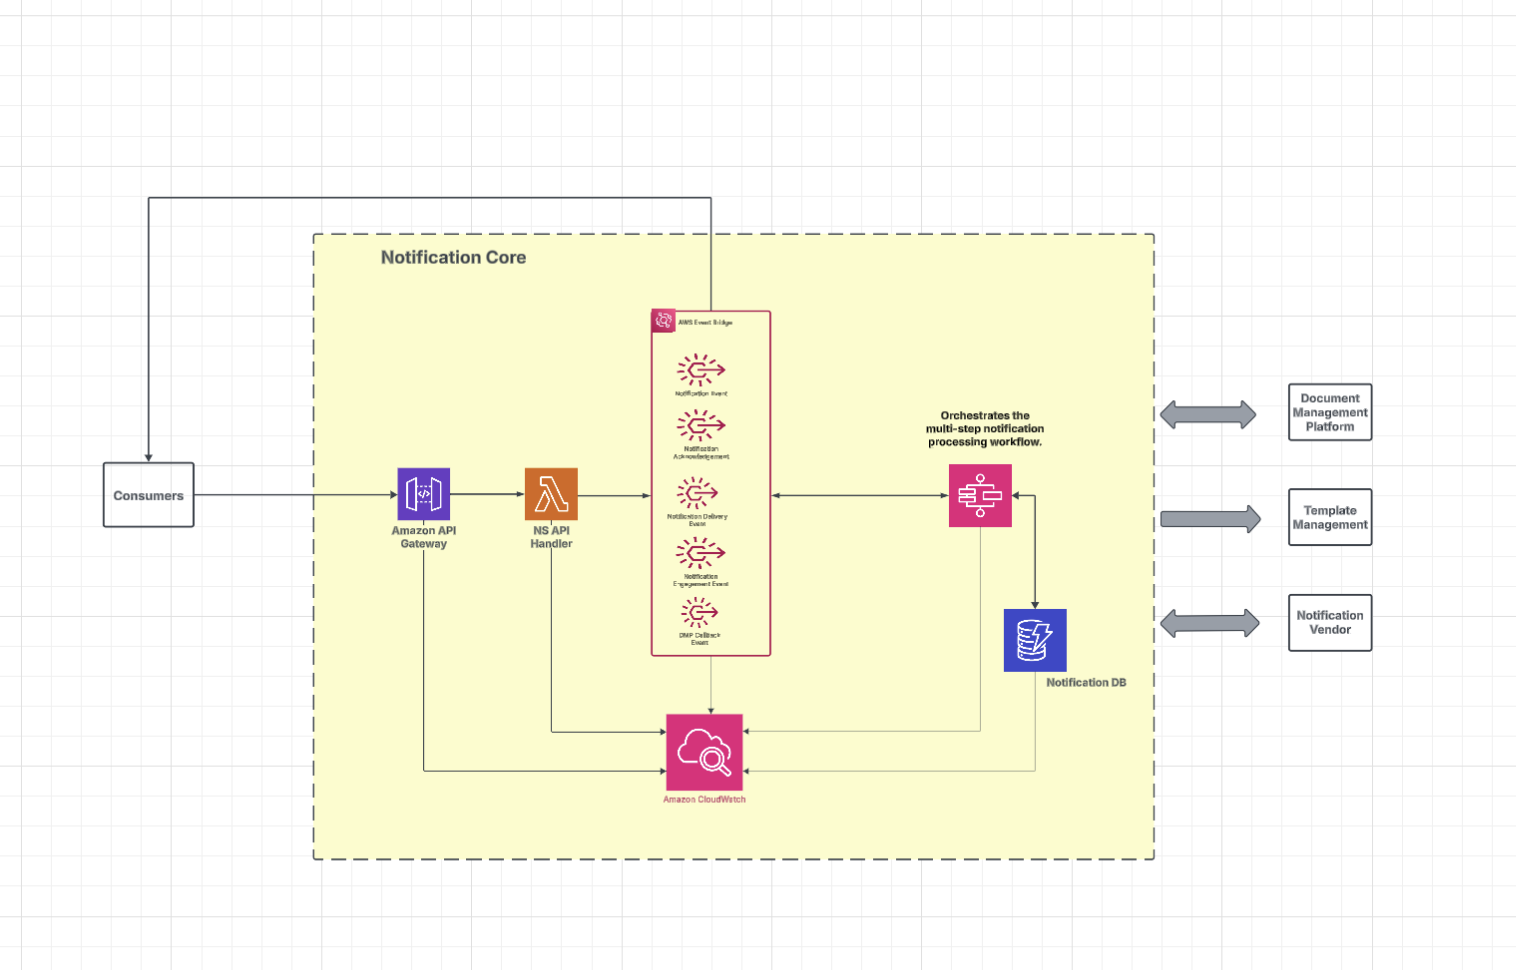 Notification Core
AWS Event Bridge
Notification Event
Notification
Acknowledgement
Notification Delivery
Event
Notification
Engagement Event
DMP Callback
Event
Orchestrates the
multi-step notification
processing workflow.
Consumers
Amazon API
Gateway
NS API
Handler
Notification DB
Amazon CloudWatch
Document
Management
Platform
Template
Management
Notification
Vendor